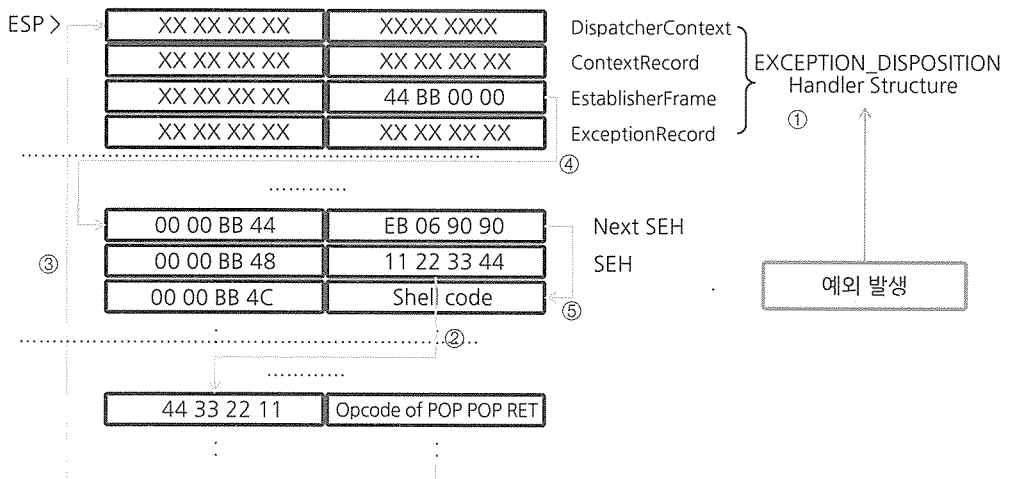 ESP > XX XX XX XX XXXX XXXX DispatcherContext
XX XX XX XX XX XX XX XX ContextRecord
XX XX XX XX 44 BB 00 00 EstablisherFrame
XX XX XX XX XX XX XX XX ExceptionRecord
EXCEPTION_DISPOSITION
Handler Structure
①
④
00 00 BB 44 EB 06 90 90 Next SEH
00 00 BB 48 11 22 33 44 SEH
00 00 BB 4C Shell code
③
⑤
예외 발생
②
44 33 22 11 Opcode of POP POP RET